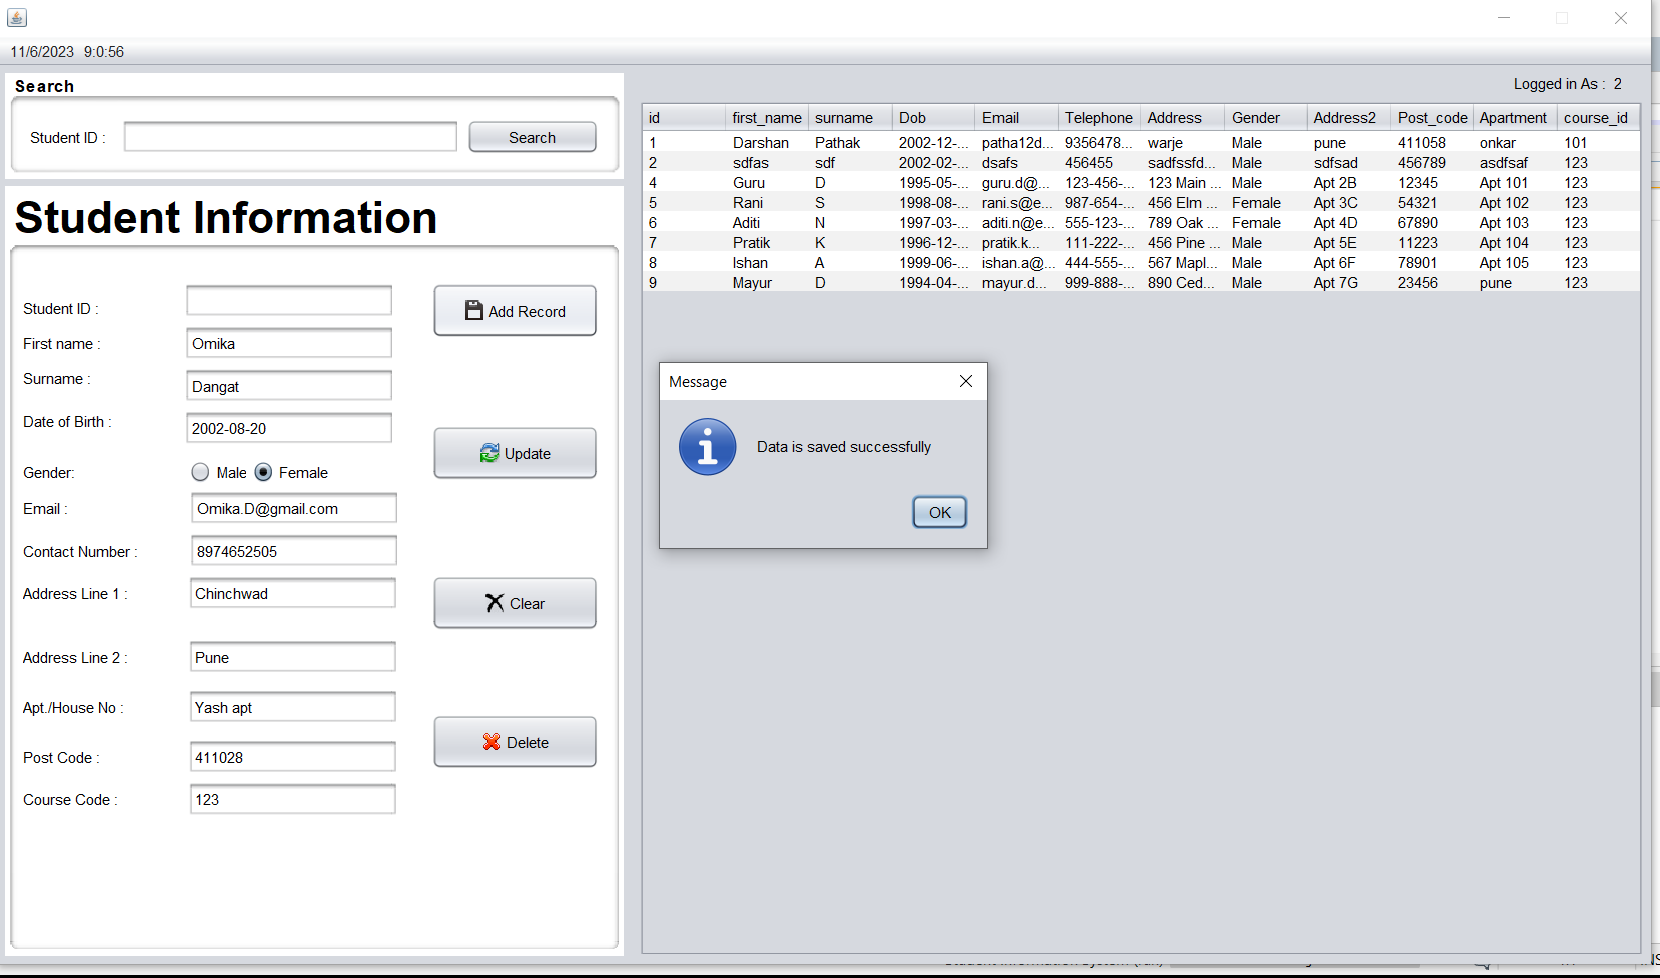 11/6/2023 9:0:56
Search
Student ID :
Search
Student Information
Student ID :
Add Record
First name : Omika
Surname : Dangat
Date of Birth : 2002-08-20
Update
Gender: Male Female
Email : Omika.D@gmail.com
Contact Number : 8974652505
Address Line 1 : Chinchwad
Clear
Address Line 2 : Pune
Apt./House No : Yash apt
Delete
Post Code : 411028
Course Code : 123
Logged in As : 2
id first_name surname Dob Email Telephone Address Gender Address2 Post_code Apartment course_id
1 Darshan Pathak 2002-12-... patha12d... 9356478... warje Male pune 411058 onkar 101
2 sdfas sdf 2002-02-... dsafs 456455 sadfssfd... Male sdfsad 456789 asdfsaf 123
4 Guru D 1995-05-... guru.d@... 123-456-... 123 Main ... Male Apt 2B 12345 Apt 101 123
5 Rani S 1998-08-... rani.s@e... 987-654-... 456 Elm ... Female Apt 3C 54321 Apt 102 123
6 Aditi N 1997-03-... aditi.n@e... 555-123-... 789 Oak ... Female Apt 4D 67890 Apt 103 123
7 Pratik K 1996-12-... pratik.k... 111-222-... 456 Pine ... Male Apt 5E 11223 Apt 104 123
8 Ishan A 1999-06-... ishan.a@... 444-555-... 567 Mapl... Male Apt 6F 78901 Apt 105 123
9 Mayur D 1994-04-... mayur.d... 999-888-... 890 Ced... Male Apt 7G 23456 pune 123
Message
Data is saved successfully
OK